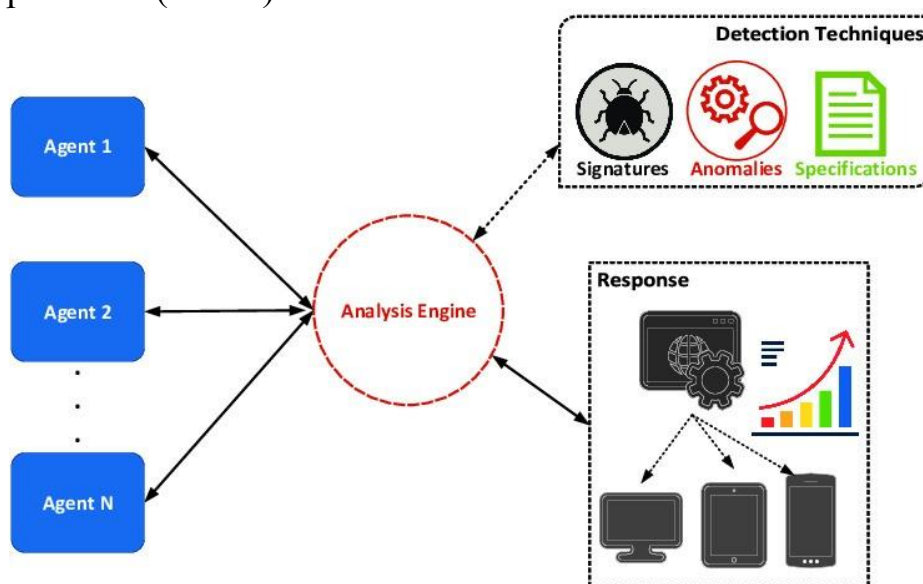 Detection Techniques
Signatures
Anomalies
Specifications
Agent 1
Agent 2
Agent N
Analysis Engine
Response